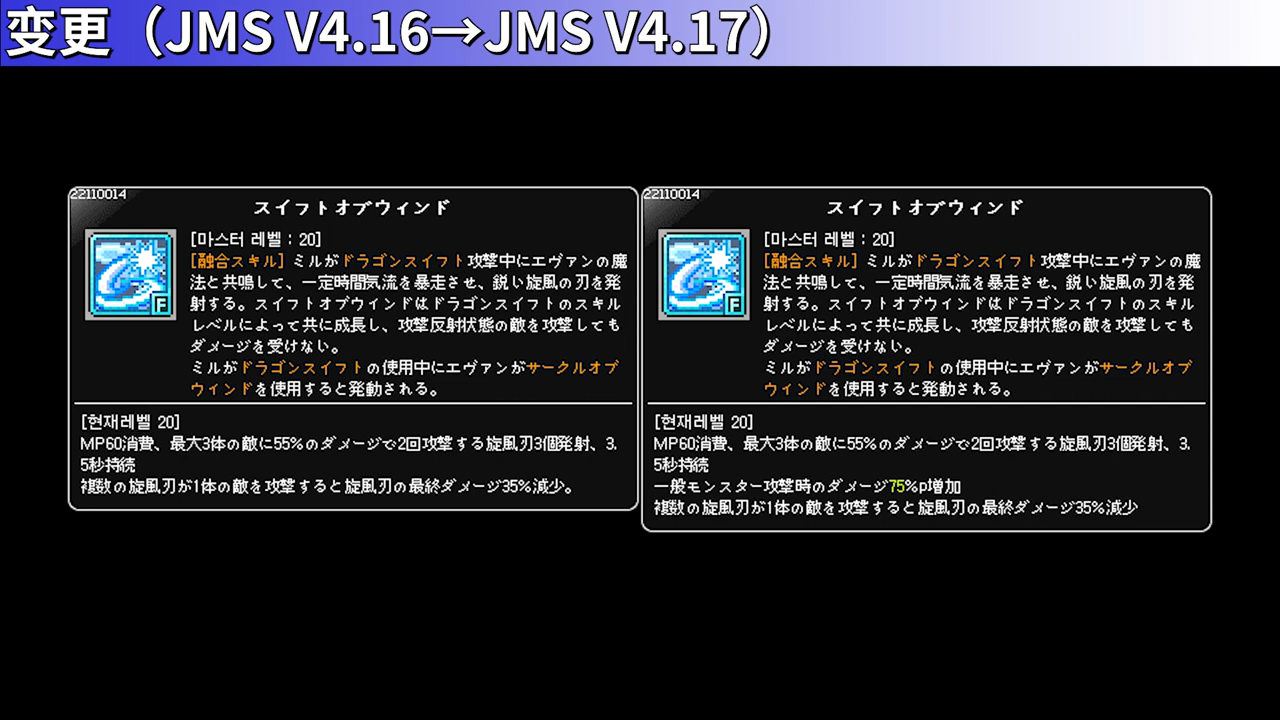 変更（JMS V4.16→JMS V4.17）
22110014
スイフトオブウィンド
[마스터 레벨 : 20]
[融合スキル] ミルがドラゴンスイフト攻撃中にエヴァンの魔
法と共鳴して、一定時間気流を暴走させ、鋭い旋風の刃を発
射する。スイフトオブウィンドはドラゴンスイフトのスキル
レベルによって共に成長し、攻撃反射状態の敵を攻撃しても
ダメージを受けない。
ミルがドラゴンスイフトの使用中にエヴァンがサークルオブ
ウィンドを使用すると発動される。
[현재레벨 20]
MP60消費、最大3体の敵に55%のダメージで2回攻撃する旋風刃3個発射、3.
5秒持続
複数の旋風刃が1体の敵を攻撃すると旋風刃の最終ダメージ35%減少。
F
22110014
スイフトオブウィンド
[마스터 레벨 : 20]
[融合スキル] ミルがドラゴンスイフト攻撃中にエヴァンの魔
法と共鳴して、一定時間気流を暴走させ、鋭い旋風の刃を発
射する。スイフトオブウィンドはドラゴンスイフトのスキル
レベルによって共に成長し、攻撃反射状態の敵を攻撃しても
ダメージを受けない。
ミルがドラゴンスイフトの使用中にエヴァンがサークルオブ
ウィンドを使用すると発動される。
[현재레벨 20]
MP60消費、最大3体の敵に55%のダメージで2回攻撃する旋風刃3個発射、3.
5秒持続
一般モンスター攻撃時のダメージ75%p増加
複数の旋風刃が1体の敵を攻撃すると旋風刃の最終ダメージ35%減少
F